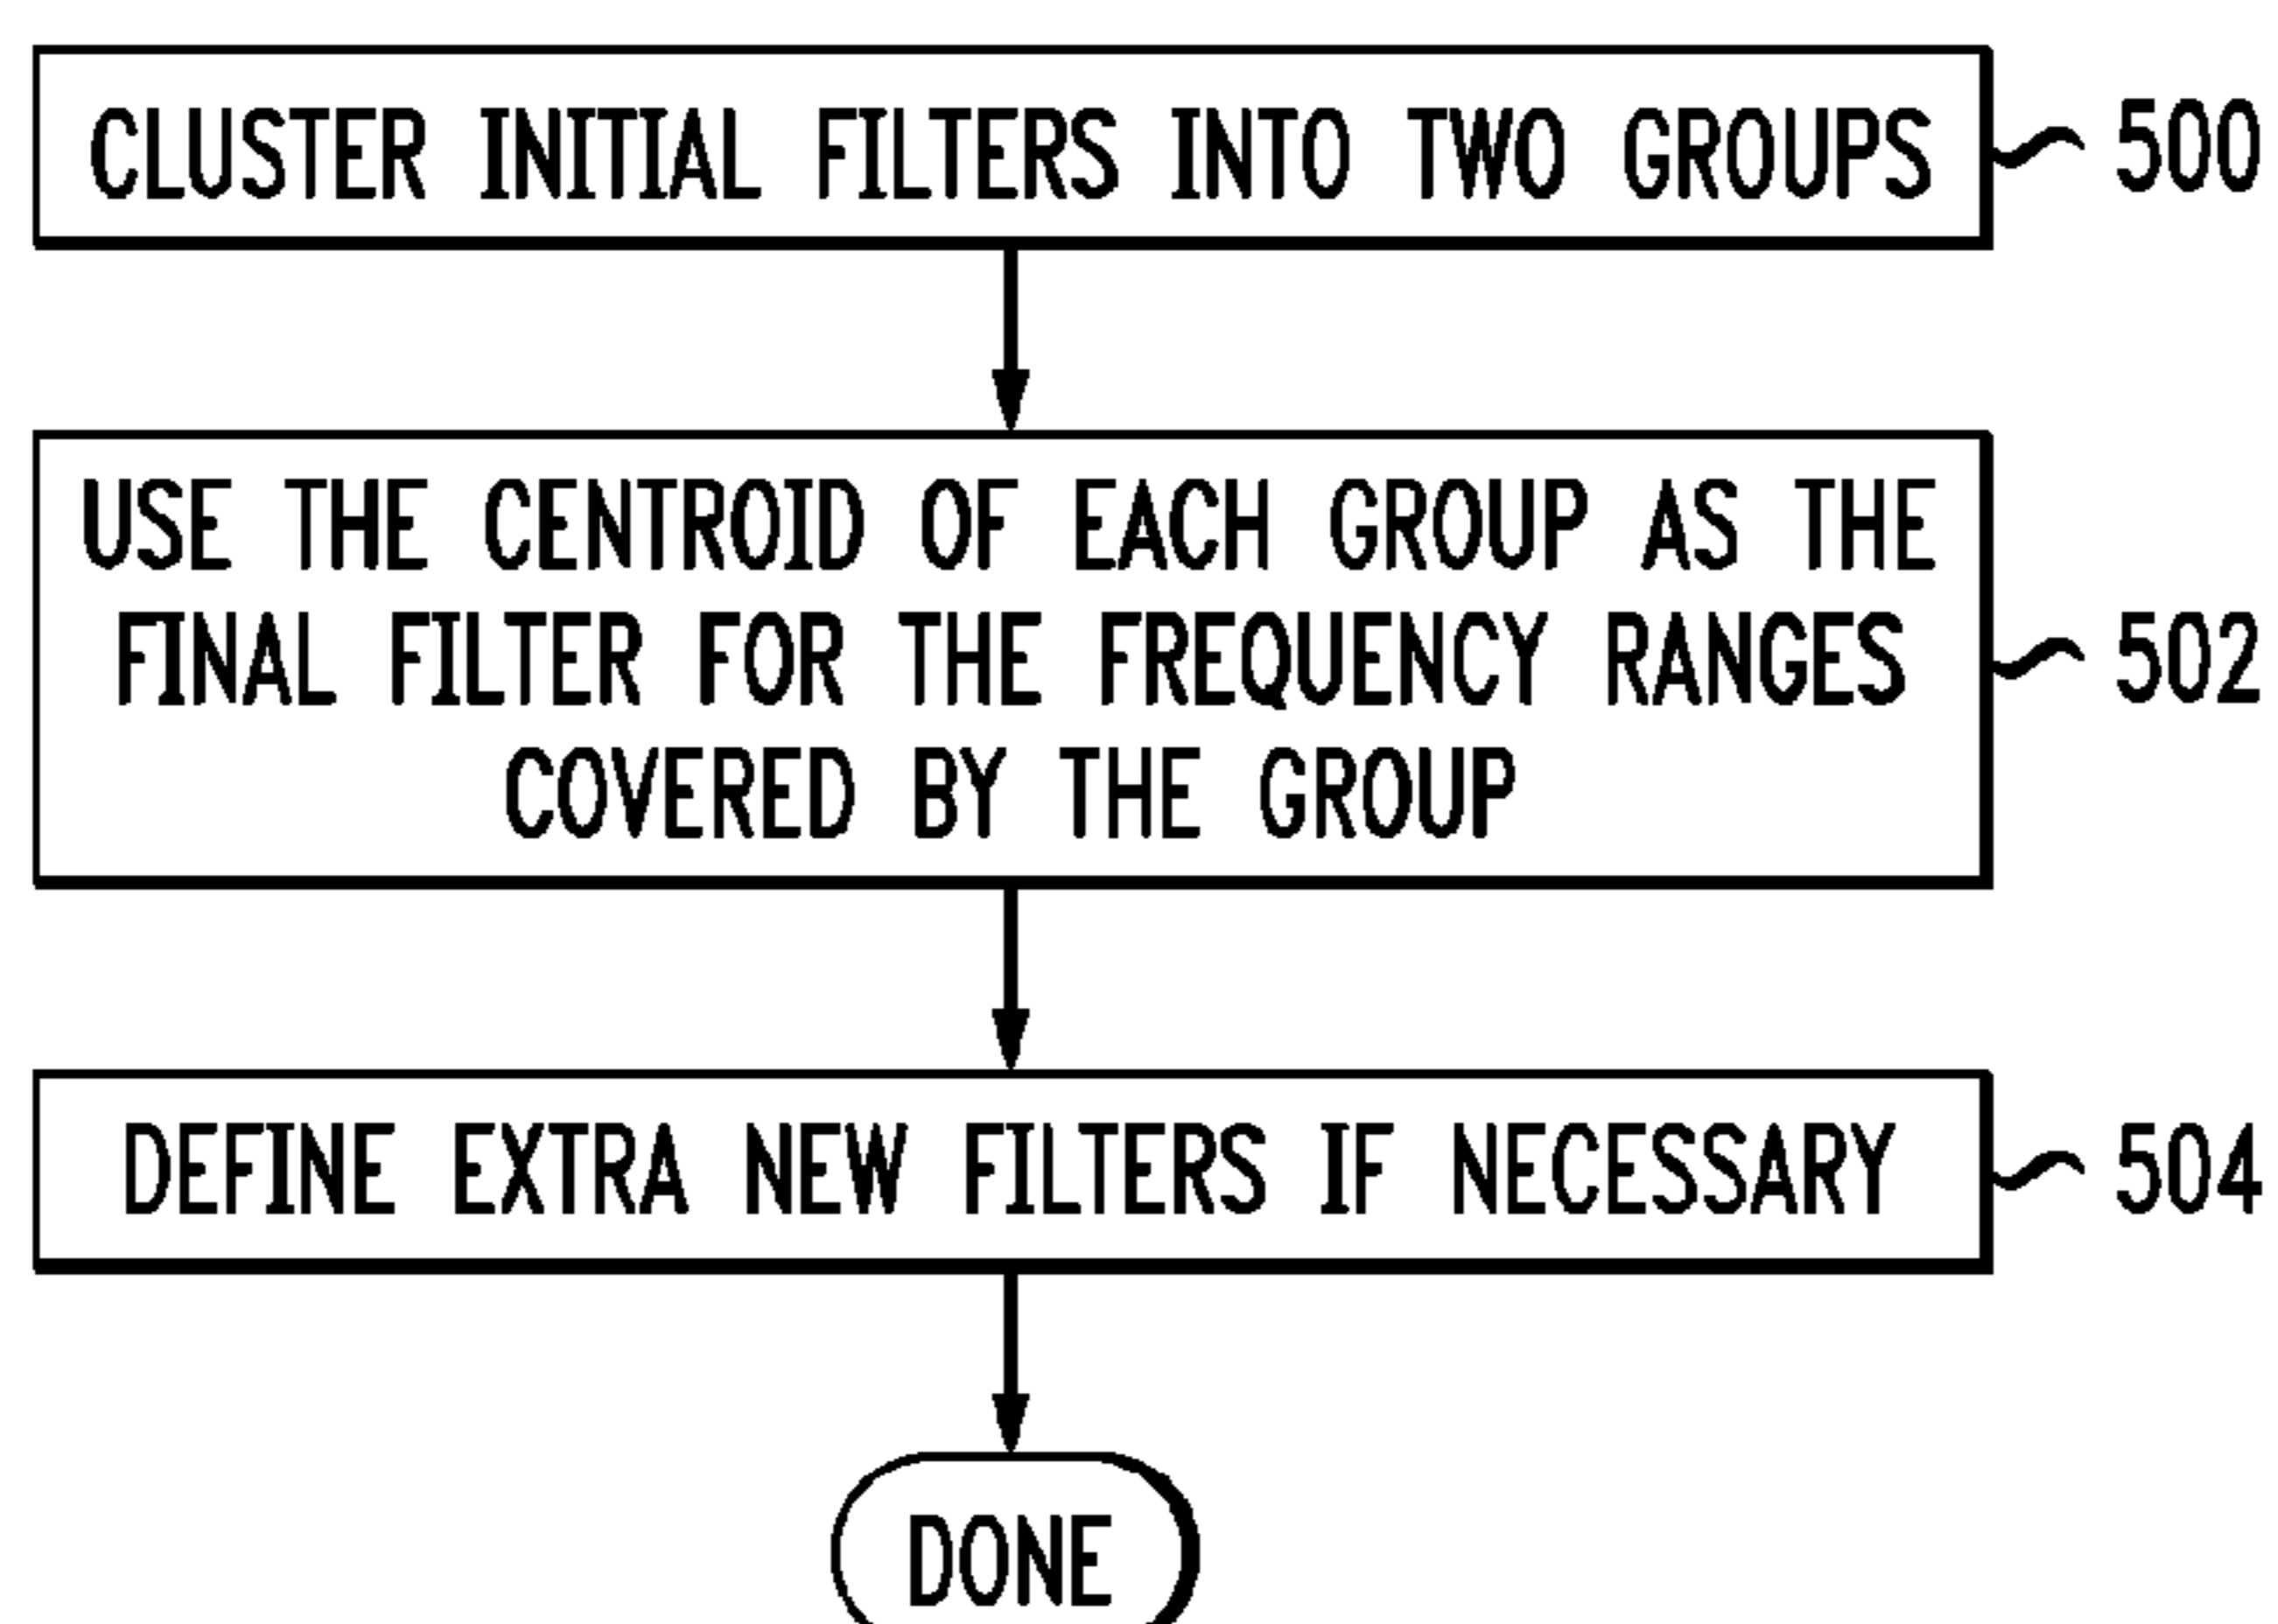 CLUSTER INITIAL FILTERS INTO TWO GROUPS
500
USE THE CENTROID OF EACH GROUP AS THE
FINAL FILTER FOR THE FREQUENCY RANGES
COVERED BY THE GROUP
502
DEFINE EXTRA NEW FILTERS IF NECESSARY
504
DONE